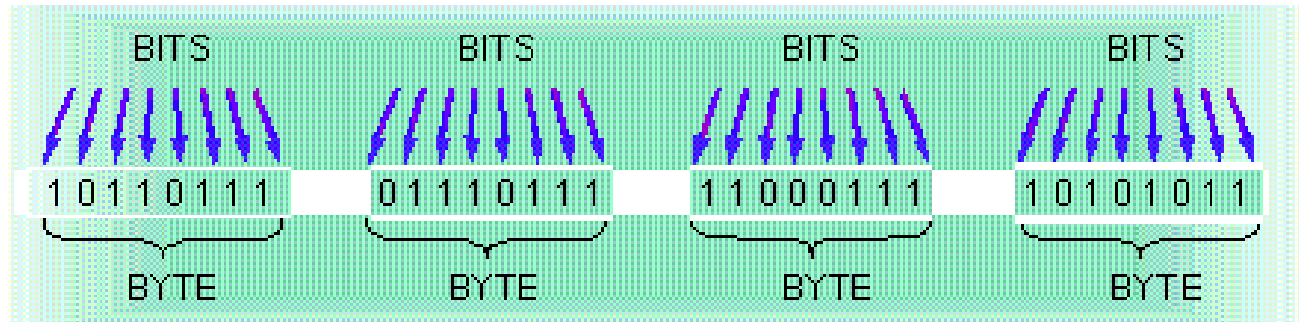 BITS BITS BITS BITS
10110111 01110111 11000111 10101011
BYTE BYTE BYTE BYTE